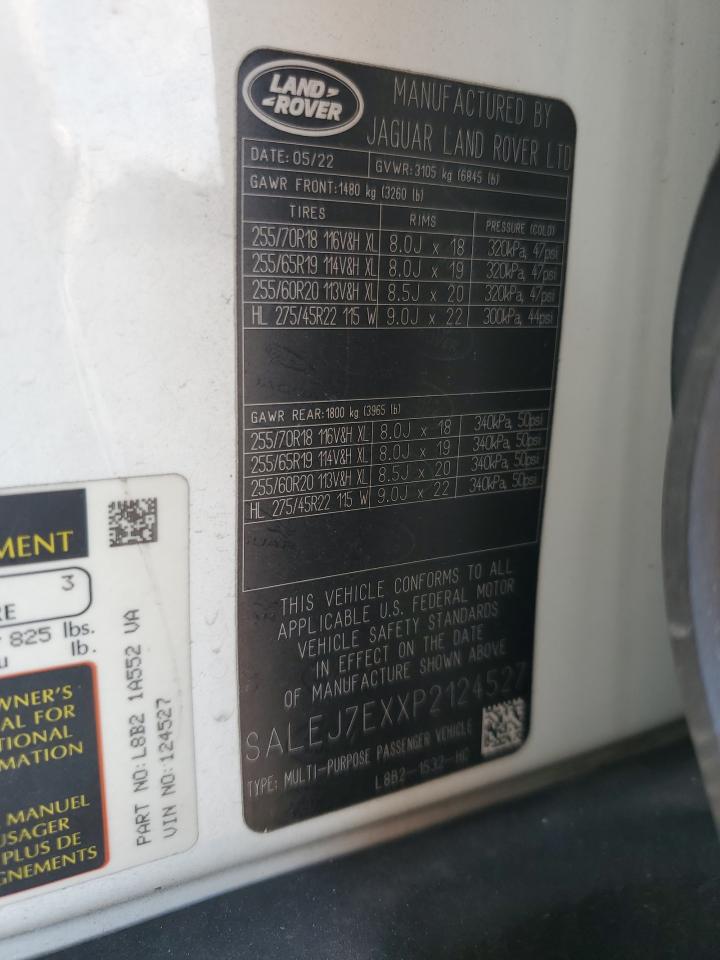 LAND ROVER
MANUFACTURED BY
JAGUAR LAND ROVER LTD
DATE: 05/22 GVWR: 3105 kg (6845 lb)
GAWR FRONT: 1480 kg (3260 lb)
TIRES RIMS PRESSURE (COLD)
255/70R18 116V&H XL 8.0J x 18 320kPa, 47psi
255/65R19 114V&H XL 8.0J x 19 320kPa, 47psi
255/60R20 113V&H XL 8.5J x 20 320kPa, 47psi
HL 275/45R22 115 W 9.0J x 22 300kPa, 44psi
GAWR REAR: 1800 kg (3965 lb)
255/70R18 116V&H XL 8.0J x 18 340kPa, 50psi
255/65R19 114V&H XL 8.0J x 19 340kPa, 50psi
255/60R20 113V&H XL 8.5J x 20 340kPa, 50psi
HL 275/45R22 115 W 9.0J x 22 340kPa, 50psi
THIS VEHICLE CONFORMS TO ALL
APPLICABLE U.S. FEDERAL MOTOR
VEHICLE SAFETY STANDARDS
IN EFFECT ON THE DATE
OF MANUFACTURE SHOWN ABOVE
SALEJ7EXXP2124527
TYPE: MULTI-PURPOSE PASSENGER VEHICLE
L8B2-1532-HC
MENT
3
RE
825 lbs.
lb.
WNER'S
AL FOR
TIONAL
RMATION
MANUEL
USAGER
PLUS DE
GNEMENTS
PART NO: L8B2 1A552 VA
VIN NO: 124527